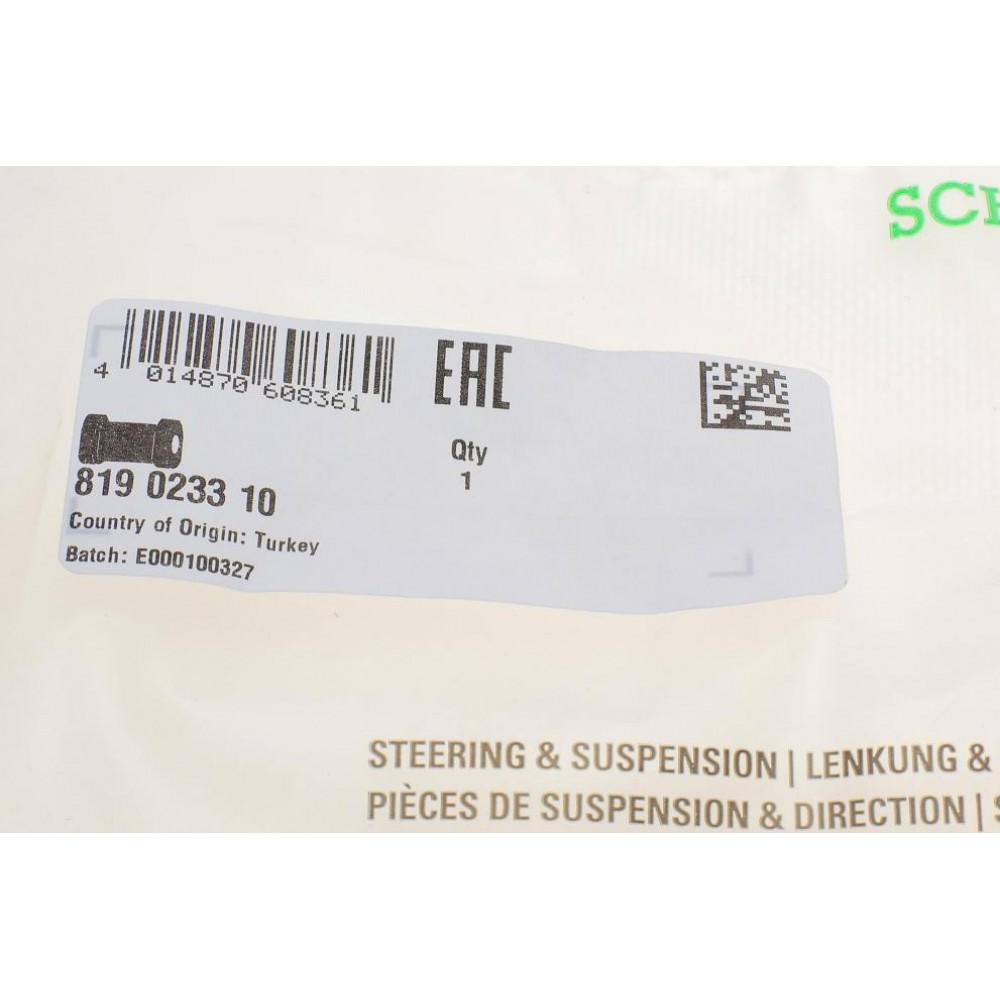 SCH
4 014870 608361
EAC
Qty
1
819 0233 10
Country of Origin: Turkey
Batch: E000100327
STEERING & SUSPENSION | LENKUNG &
PIÈCES DE SUSPENSION & DIRECTION | S